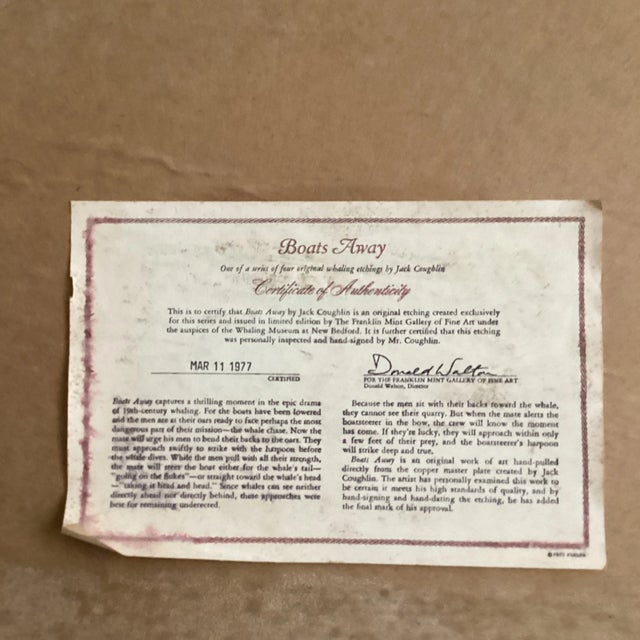 Boats Away
One of a series of four original whaling etchings by Jack Coughlin
Certificate of Authenticity
This is to certify that Boats Away by Jack Coughlin is an original etching created exclusively
for this series and issued in limited edition by The Franklin Mint Gallery of Fine Art under
the auspices of the Whaling Museum at New Bedford. It is further certified that this etching
was personally inspected and hand-signed by Mr. Coughlin.
MAR 11 1977
CERTIFIED
Donald Walton
FOR THE FRANKLIN MINT GALLERY OF FINE ART
Donald Walton, Director
Boats Away captures a thrilling moment in the epic drama
of 19th-century whaling. For the boats have been lowered
and the men are at their oars ready to face perhaps the most
dangerous part of their mission—the whale chase. Now the
mate will urge his men to bend their backs to the oars. They
must approach swiftly to strike with the harpoon before
the whale dives. While the men pull with all their strength,
the mate will steer the boat either for the whale's tail—
"going on the flukes"—or straight toward the whale's head
—"taking it head and head." Since whales can see neither
directly ahead nor directly behind, these approaches were
best for remaining undetected.
Because the men sit with their backs toward the whale,
they cannot see their quarry. But when the mate alerts the
boatsteerer in the bow, the crew will know the moment
has come. If they're lucky, they will approach within only
a few feet of their prey, and the boatsteerer's harpoon
will strike deep and true.
Boats Away is an original work of art hand-pulled
directly from the copper master plate created by Jack
Coughlin. The artist has personally examined this work to
be certain it meets his high standards of quality, and by
hand-signing and hand-dating the etching, he has added
the final mark of his approval.